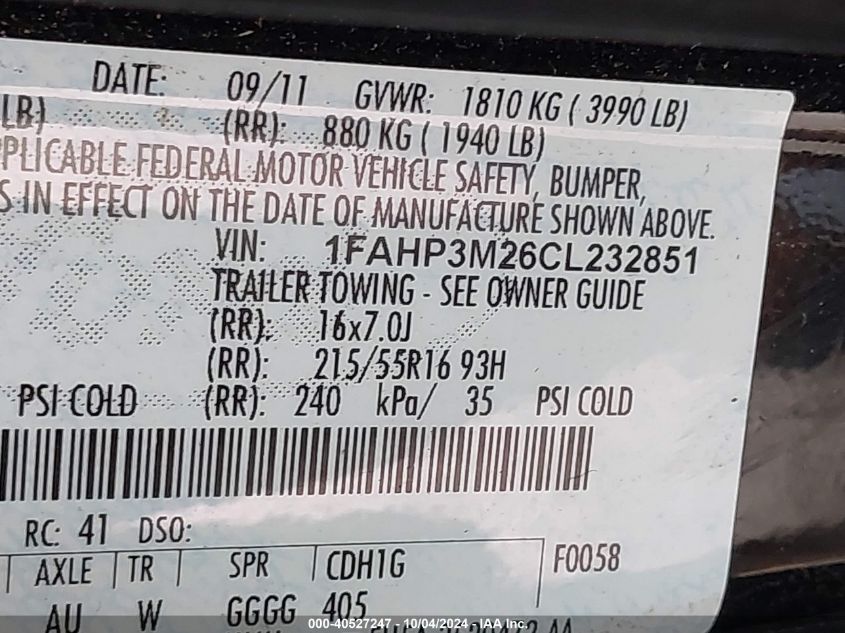 DATE: 09/11 GVWR: 1810 KG ( 3990 LB)
LB) (RR): 880 KG ( 1940 LB)
PPLICABLE FEDERAL MOTOR VEHICLE SAFETY, BUMPER,
S IN EFFECT ON THE DATE OF MANUFACTURE SHOWN ABOVE.
VIN: 1FAHP3M26CL232851
TRAILER TOWING - SEE OWNER GUIDE
(RR): 16x7.0J
(RR): 215/55R16 93H
PSI COLD (RR): 240 kPa/ 35 PSI COLD
RC: 41 DSO:
AXLE TR SPR CDH1G F0058
AU W GGGG 405
000-40527247 - 10/04/2024 - IAA Inc.